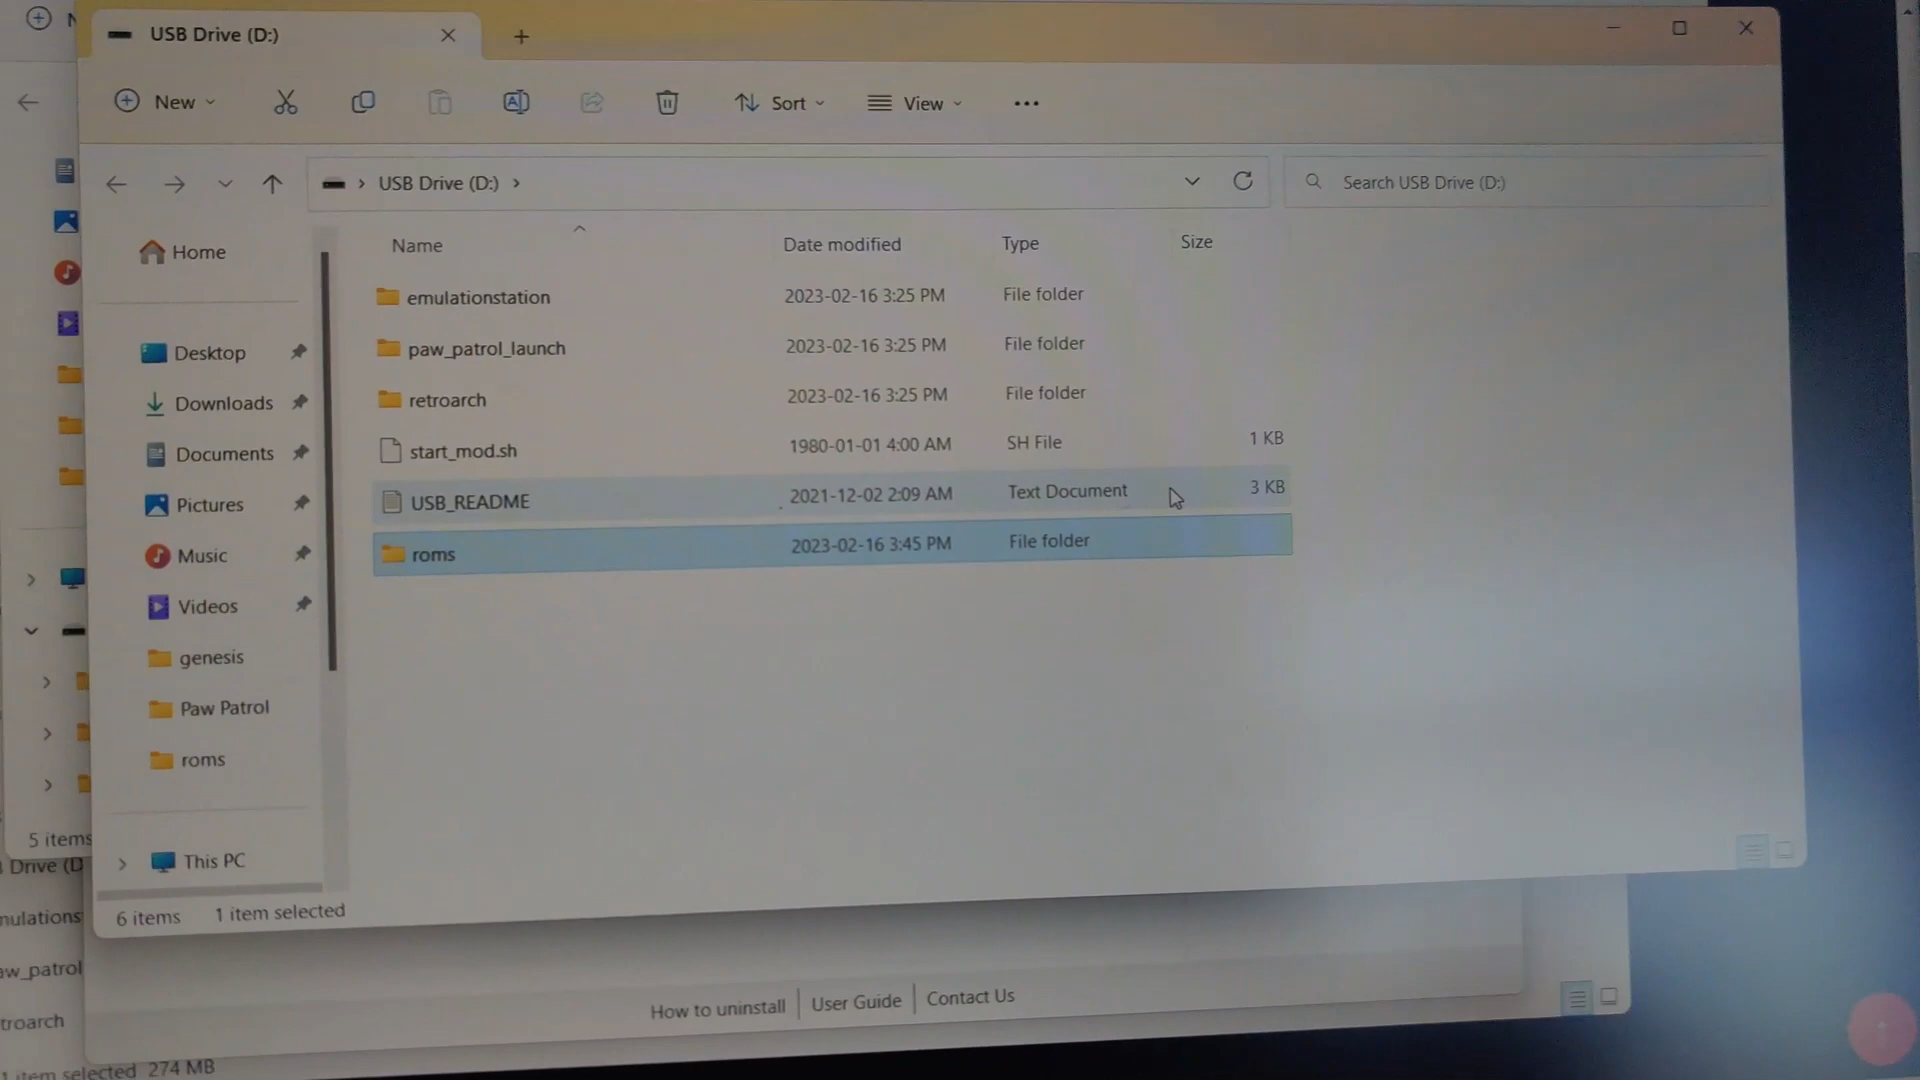 USB Drive (D:)
New
Sort
View
USB Drive (D:)
Search USB Drive (D:)
Name Date modified Type Size
emulationstation 2023-02-16 3:25 PM File folder
paw_patrol_launch 2023-02-16 3:25 PM File folder
retroarch 2023-02-16 3:25 PM File folder
start_mod.sh 1980-01-01 4:00 AM SH File 1 KB
USB_README 2021-12-02 2:09 AM Text Document 3 KB
roms 2023-02-16 3:45 PM File folder
Home
Desktop
Downloads
Documents
Pictures
Music
Videos
genesis
Paw Patrol
roms
This PC
6 items 1 item selected
5 items
Drive (D
nulations
aw_patrol
troarch
1 item selected 274 MB
How to uninstall
User Guide
Contact Us